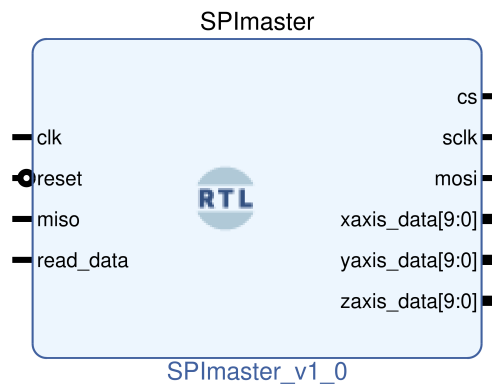 SPImaster
clk
reset
miso
read_data
RTL
cs
sclk
mosi
xaxis_data[9:0]
yaxis_data[9:0]
zaxis_data[9:0]
SPImaster_v1_0